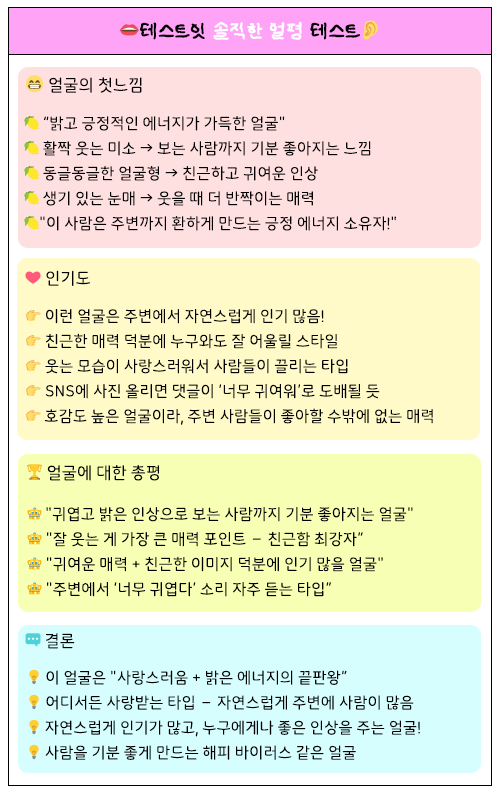 테스트읫 솔직한 얼평 테스트
얼굴의 첫느낌
"밝고 긍정적인 에너지가 가득한 얼굴"
활짝 웃는 미소 → 보는 사람까지 기분 좋아지는 느낌
동글동글한 얼굴형 → 친근하고 귀여운 인상
생기 있는 눈매 → 웃을 때 더 반짝이는 매력
"이 사람은 주변까지 환하게 만드는 긍정 에너지 소유자!"
인기도
이런 얼굴은 주변에서 자연스럽게 인기 많음!
친근한 매력 덕분에 누구와도 잘 어울릴 스타일
웃는 모습이 사랑스러워서 사람들이 끌리는 타입
SNS에 사진 올리면 댓글이 '너무 귀여워'로 도배될 듯
호감도 높은 얼굴이라, 주변 사람들이 좋아할 수밖에 없는 매력
얼굴에 대한 총평
"귀엽고 밝은 인상으로 보는 사람까지 기분 좋아지는 얼굴"
"잘 웃는 게 가장 큰 매력 포인트 – 친근함 최강자"
"귀여운 매력 + 친근한 이미지 덕분에 인기 많을 얼굴"
"주변에서 '너무 귀엽다' 소리 자주 듣는 타입"
결론
이 얼굴은 "사랑스러움 + 밝은 에너지의 끝판왕"
어디서든 사랑받는 타입 – 자연스럽게 주변에 사람이 많음
자연스럽게 인기가 많고, 누구에게나 좋은 인상을 주는 얼굴!
사람을 기분 좋게 만드는 해피 바이러스 같은 얼굴